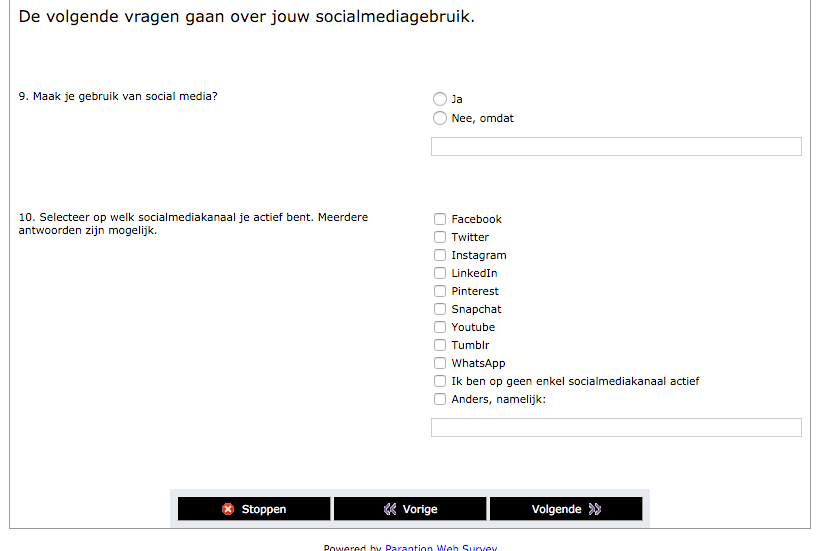 De volgende vragen gaan over jouw socialmediagebruik.
9. Maak je gebruik van social media?
Ja
Nee, omdat
10. Selecteer op welk socialmediakanaal je actief bent. Meerdere
antwoorden zijn mogelijk.
Facebook
Twitter
Instagram
LinkedIn
Pinterest
Snapchat
Youtube
Tumblr
WhatsApp
Ik ben op geen enkel socialmediakanaal actief
Anders, namelijk:
Stoppen
Vorige
Volgende
Powered by Parantion Web Survey